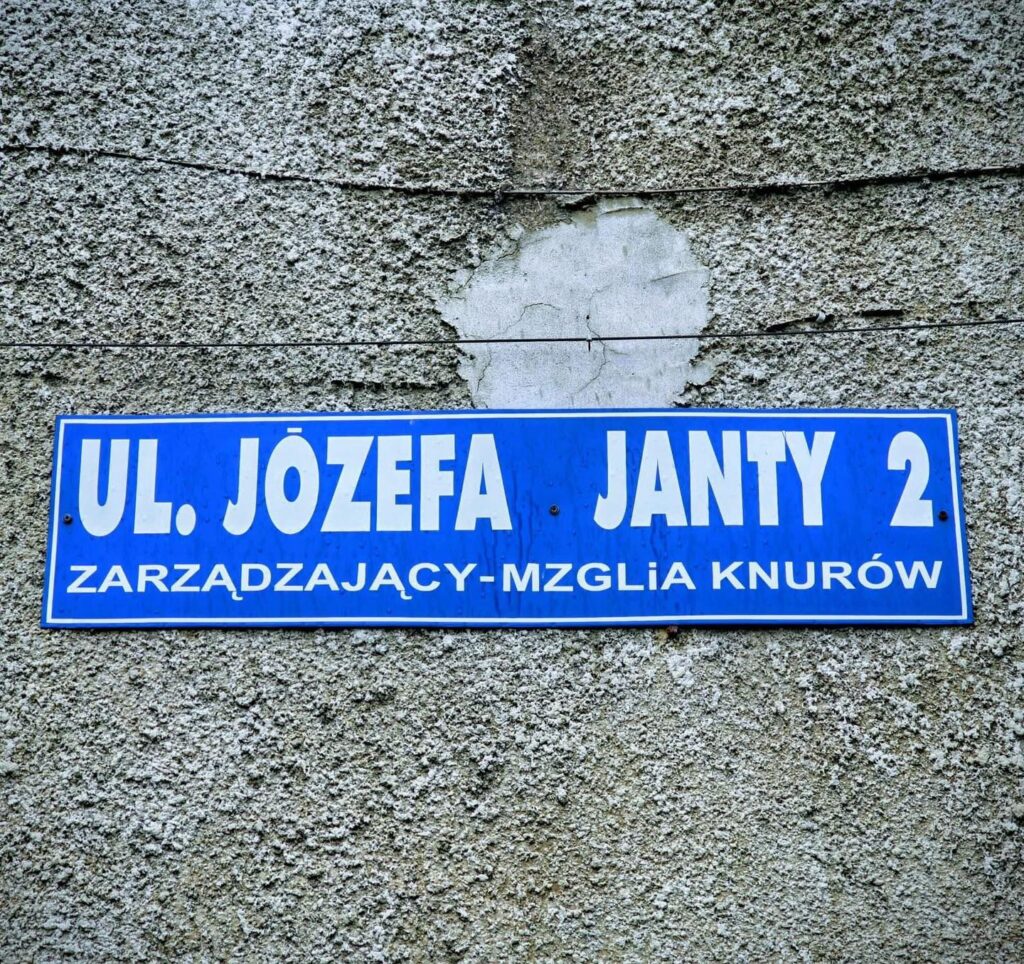 UL. JÓZEFA JANTY 2
ZARZĄDZAJĄCY-MZGLiA KNURÓW